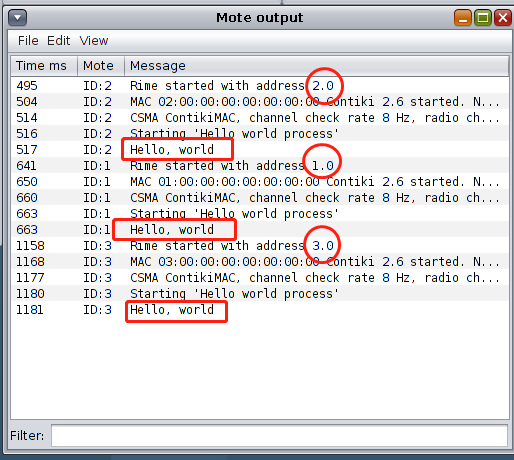 Mote output
File Edit View
Time ms Mote Message
495 ID:2 Rime started with address 2.0
504 ID:2 MAC 02:00:00:00:00:00:00:00 Contiki 2.6 started. N...
514 ID:2 CSMA ContikiMAC, channel check rate 8 Hz, radio ch...
516 ID:2 Starting 'Hello world process'
517 ID:2 Hello, world
641 ID:1 Rime started with address 1.0
650 ID:1 MAC 01:00:00:00:00:00:00:00 Contiki 2.6 started. N...
660 ID:1 CSMA ContikiMAC, channel check rate 8 Hz, radio ch...
663 ID:1 Starting 'Hello world process'
663 ID:1 Hello, world
1158 ID:3 Rime started with address 3.0
1168 ID:3 MAC 03:00:00:00:00:00:00:00 Contiki 2.6 started. N...
1177 ID:3 CSMA ContikiMAC, channel check rate 8 Hz, radio ch...
1180 ID:3 Starting 'Hello world process'
1181 ID:3 Hello, world
Filter: